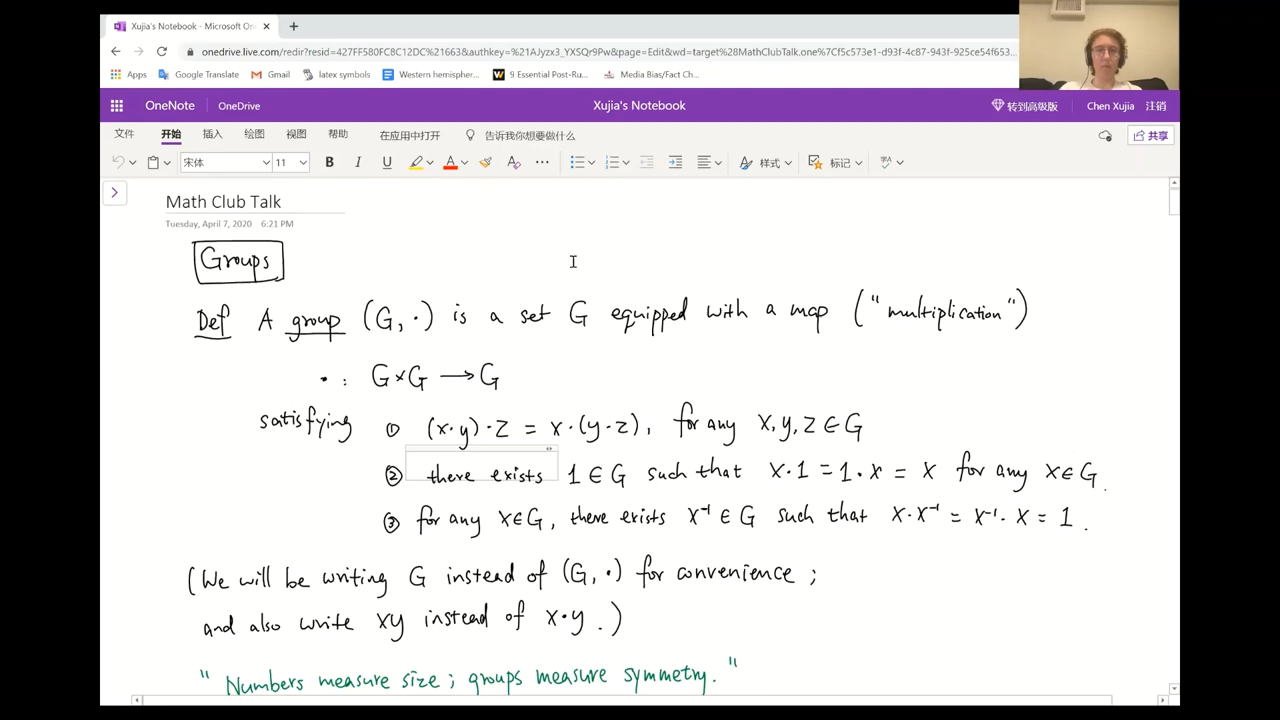 Xujia's Notebook - Microsoft On
onedrive.live.com/redir?resid=427FF580FC8C12DC%21663&authkey=%21AJyzx3_YXSQr9Pw&page=Edit&wd=target%28MathClubTalk.one%7Cf5c573e1-d93f-4c87-943f-925ce54f653...
Apps Google Translate Gmail latex symbols Western hemispher... 9 Essential Post-Ru... Media Bias/Fact Ch...
OneNote OneDrive Xujia's Notebook 转到高级版 Chen Xujia 注销
文件 开始 插入 绘图 视图 帮助 在应用中打开 告诉我你想要做什么 共享
宋体 11 B I U A 样式 标记
Math Club Talk
Tuesday, April 7, 2020 6:21 PM
Groups
Def A group (G, ·) is a set G equipped with a map ("multiplication")
· : G×G → G
satisfying ① (x·y)·z = x·(y·z), for any x, y, z ∈ G
② there exists 1 ∈ G such that x·1 = 1·x = x for any x ∈ G.
③ for any x ∈ G, there exists x⁻¹ ∈ G such that x·x⁻¹ = x⁻¹·x = 1.
(We will be writing G instead of (G, ·) for convenience;
and also write xy instead of x·y.)
"Numbers measure size; groups measure symmetry."